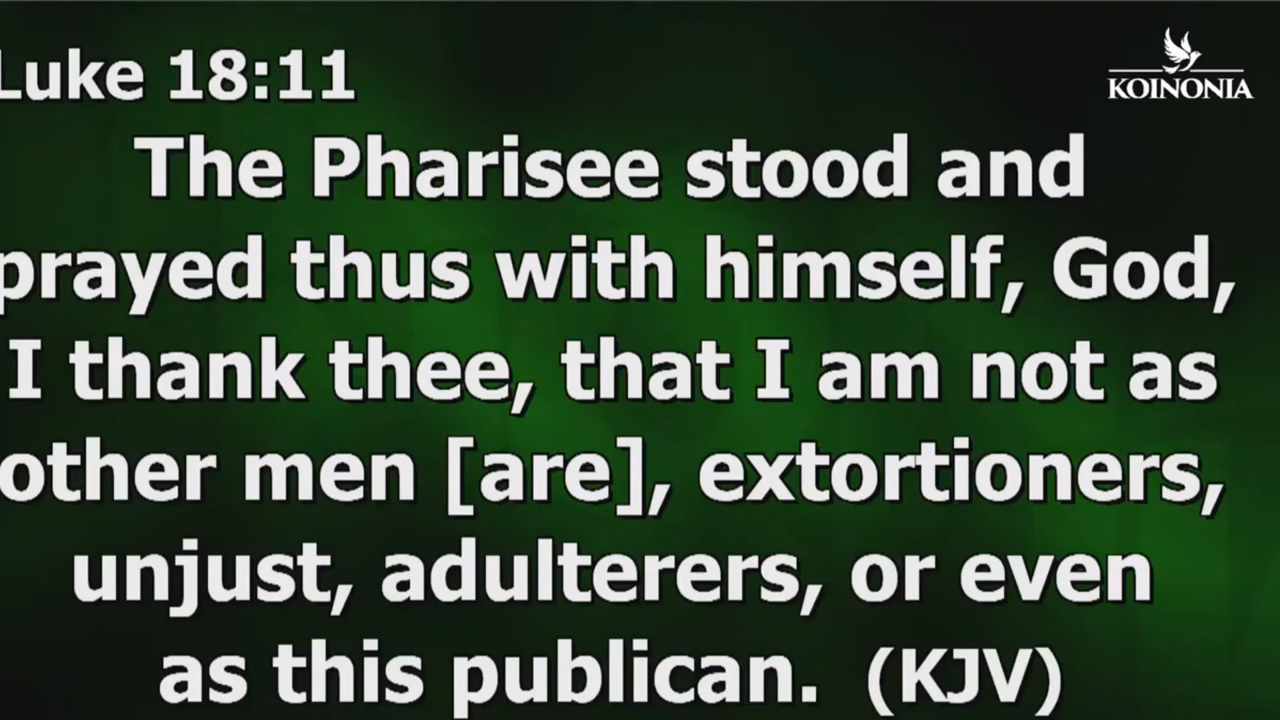 Luke 18:11
KOINONIA
The Pharisee stood and
prayed thus with himself, God,
I thank thee, that I am not as
other men [are], extortioners,
unjust, adulterers, or even
as this publican. (KJV)